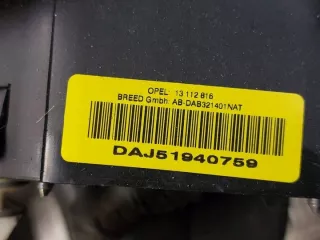 OPEL: 13 112 816
BREED Gmbh: AB-DAB321401NAT
DAJ51940759